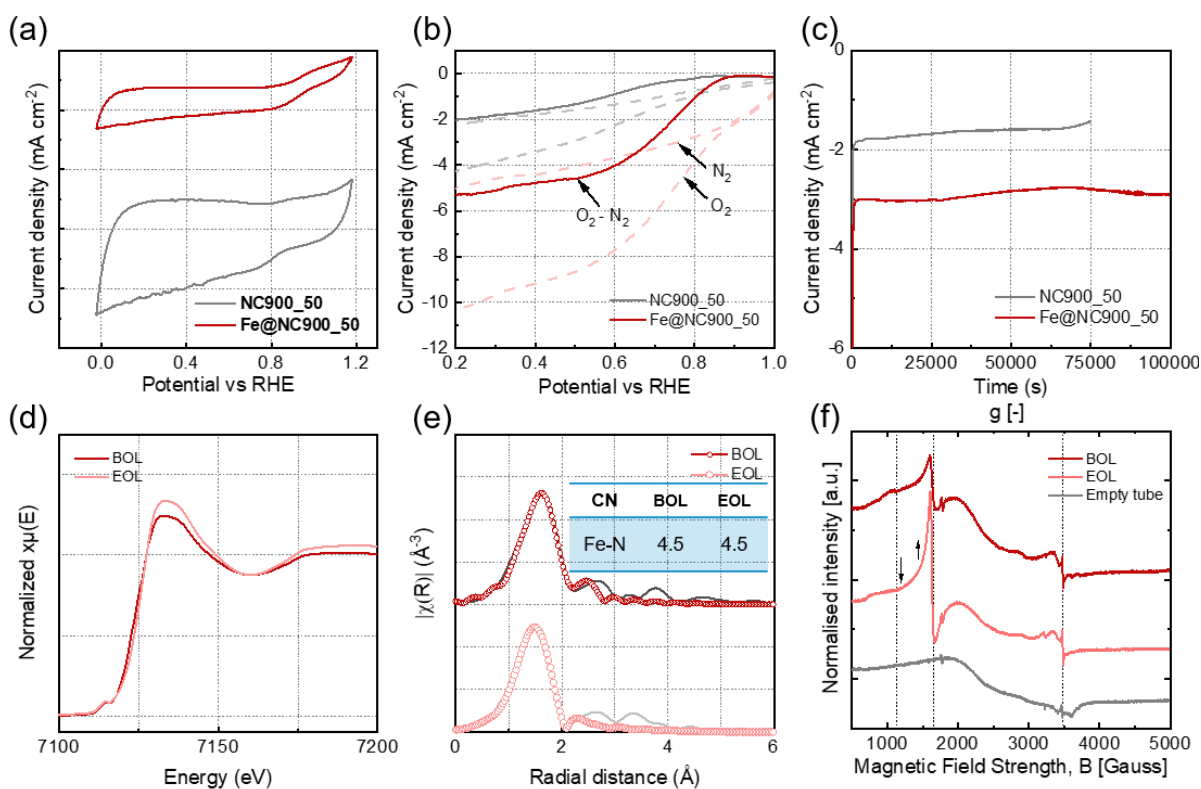 (a)
Current density (mA cm-2)
NC900_50
Fe@NC900_50
0.0 0.4 0.8 1.2
Potential vs RHE
(b)
Current density (mA cm-2)
0
-2
-4
-6
-8
-10
-12
N2
O2
O2 - N2
NC900_50
Fe@NC900_50
0.2 0.4 0.6 0.8 1.0
Potential vs RHE
(c)
Current density (mA cm-2)
0
-2
-4
-6
NC900_50
Fe@NC900_50
0 25000 50000 75000 100000
Time (s)
(d)
Normalized xμ(E)
BOL
EOL
7100 7150 7200
Energy (eV)
(e)
|χ(R)| (Å-3)
BOL
EOL
CN BOL EOL
Fe-N 4.5 4.5
0 2 4 6
Radial distance (Å)
(f)
g [-]
Normalised intensity [a.u.]
BOL
EOL
Empty tube
1000 2000 3000 4000 5000
Magnetic Field Strength, B [Gauss]